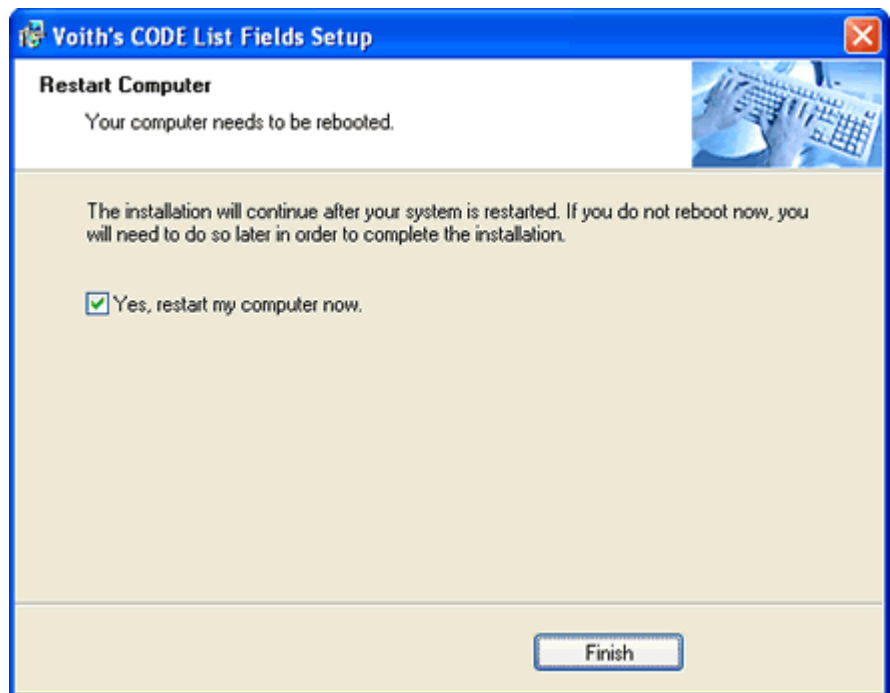 Voith's CODE List Fields Setup
Restart Computer
Your computer needs to be rebooted.
The installation will continue after your system is restarted. If you do not reboot now, you
will need to do so later in order to complete the installation.
Yes, restart my computer now.
Finish